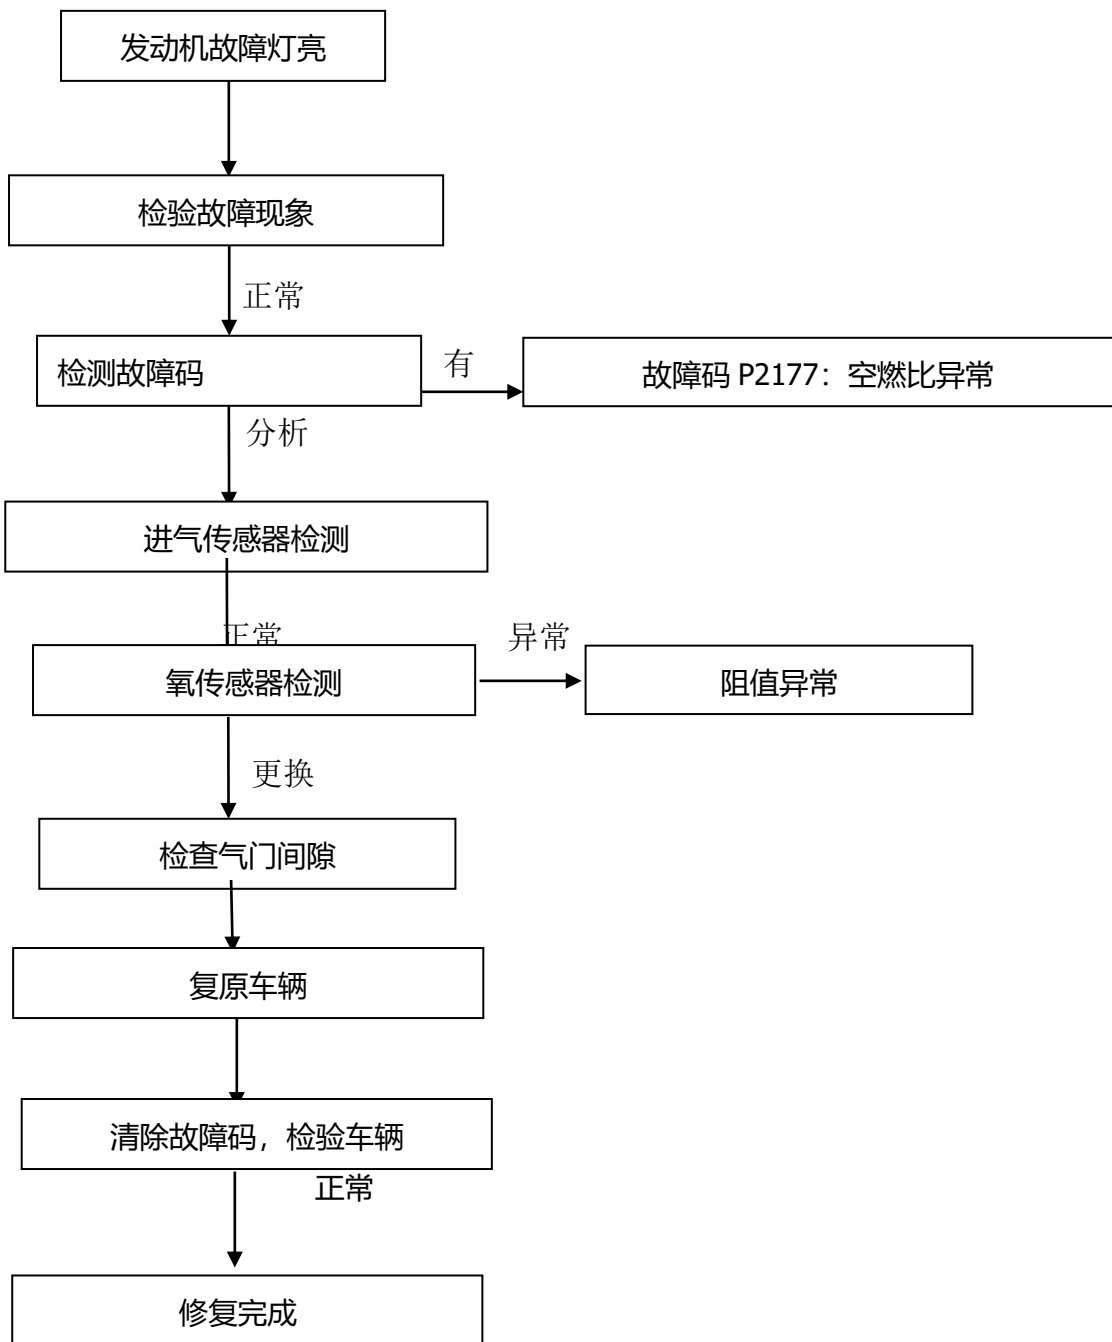 发动机故障灯亮
检验故障现象
正常
检测故障码
有
故障码 P2177：空燃比异常
分析
进气传感器检测
正常
异常
氧传感器检测
阻值异常
更换
检查气门间隙
复原车辆
清除故障码，检验车辆
正常
修复完成